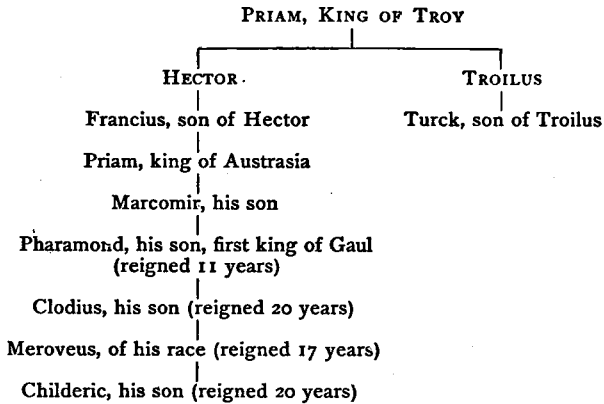 PRIAM, KING OF TROY
HECTOR.
TROILUS
Francius, son of Hector
Turck, son of Troilus
Priam, king of Austrasia
Marcomir, his son
Pharamond, his son, first king of Gaul
(reigned 11 years)
Clodius, his son (reigned 20 years)
Meroveus, of his race (reigned 17 years)
Childeric, his son (reigned 20 years)